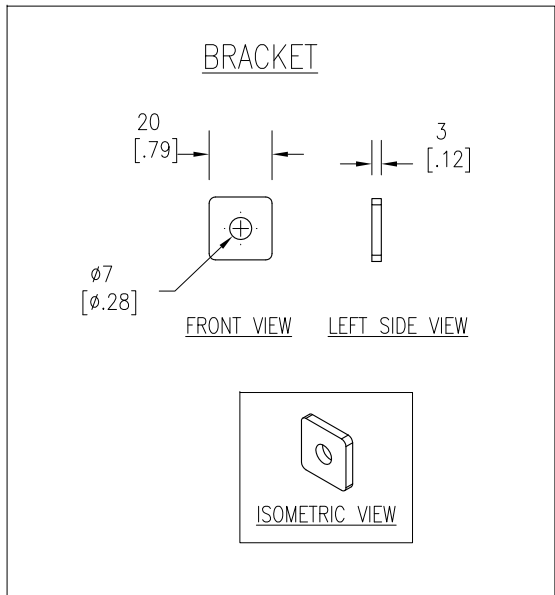 BRACKET
20
[.79]
3
[.12]
ø7
[ø.28]
FRONT VIEW
LEFT SIDE VIEW
ISOMETRIC VIEW